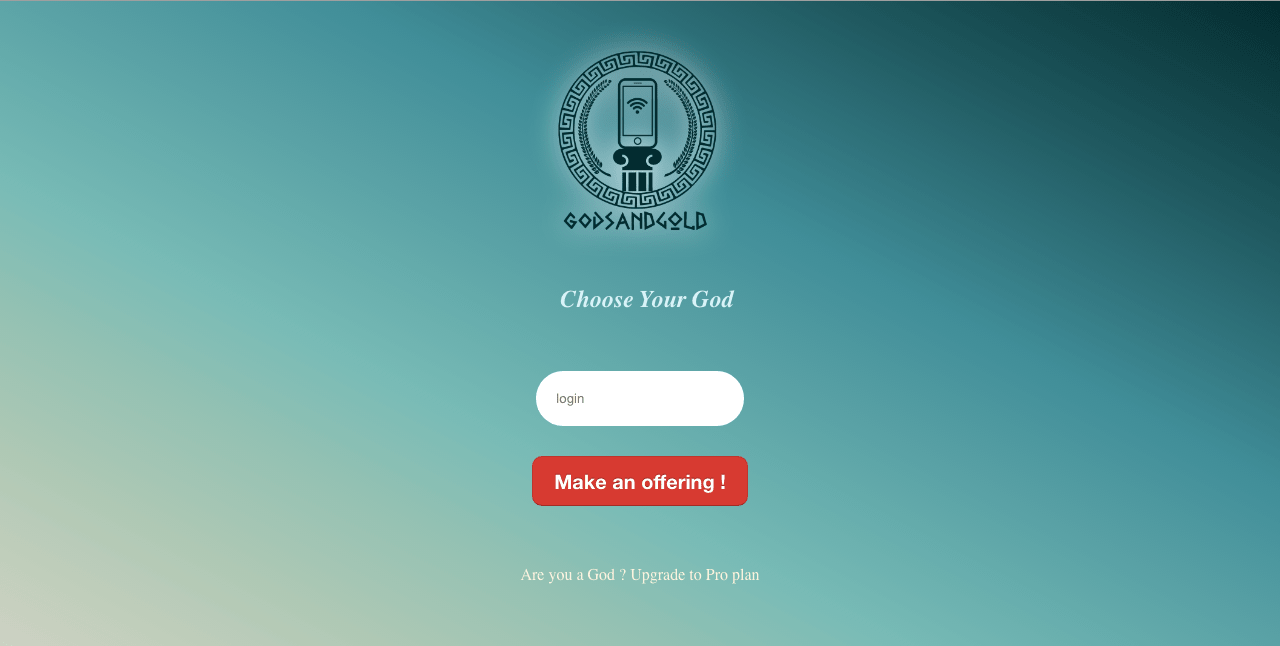 GODSANDGOLD
Choose Your God
login
Make an offering !
Are you a God ? Upgrade to Pro plan